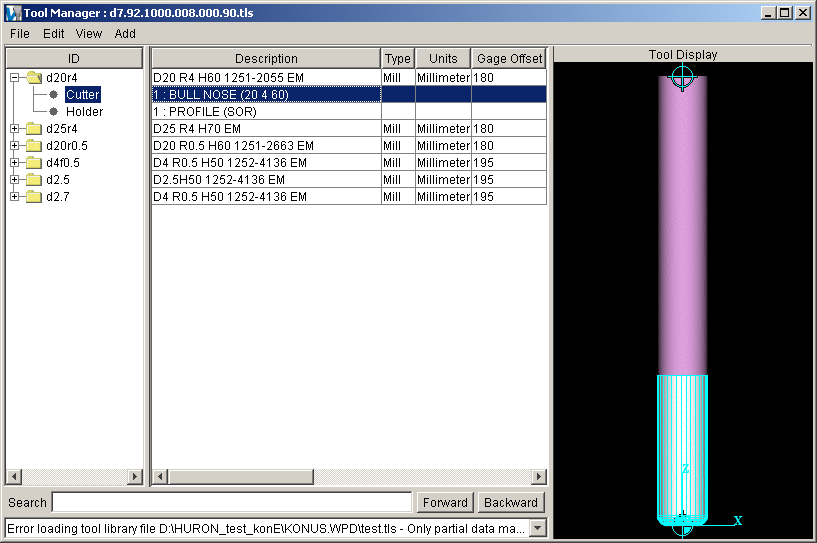 Tool Manager : d7.92.1000.008.000.90.tls
File Edit View Add
ID Description Type Units Gage Offset Tool Display
d20r4 D20 R4 H60 1251-2055 EM Mill Millimeter 180
Cutter 1 : BULL NOSE (20 4 60)
Holder 1 : PROFILE (SOR)
d25r4 D25 R4 H70 EM Mill Millimeter 180
d20r0.5 D20 R0.5 H60 1251-2663 EM Mill Millimeter 180
d4f0.5 D4 R0.5 H50 1252-4136 EM Mill Millimeter 195
d2.5 D2.5H50 1252-4136 EM Mill Millimeter 195
d2.7 D4 R0.5 H50 1252-4136 EM Mill Millimeter 195
Z
X
Search Forward Backward
Error loading tool library file D:\HURON_test_konE\KONUS.WPD\test.tls - Only partial data ma...